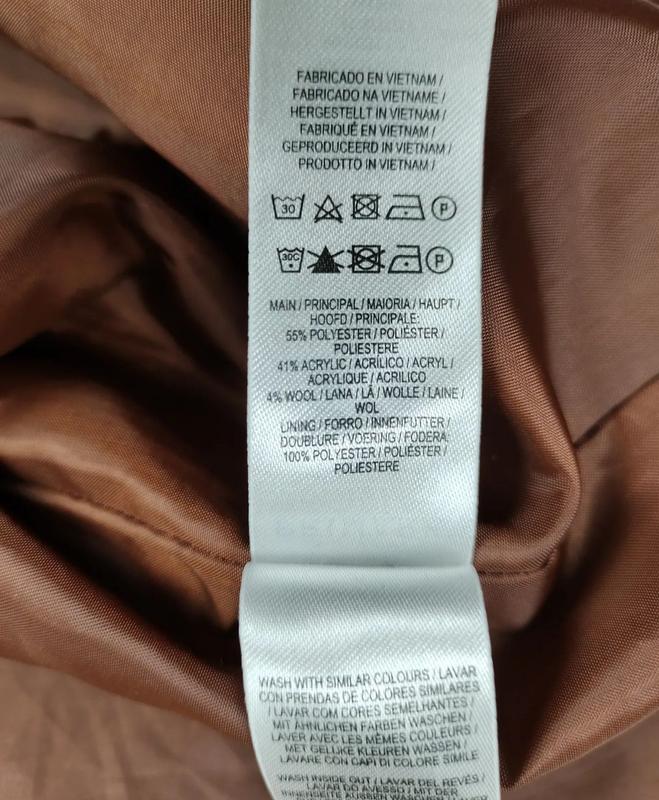 FABRICADO EN VIETNAM /
FABRICADO NA VIETNAME /
HERGESTELLT IN VIETNAM /
FABRIQUÉ EN VIETNAM /
GEPRODUCEERD IN VIETNAM /
PRODOTTO IN VIETNAM /
30 P
30C P
MAIN / PRINCIPAL / MAIORIA / HAUPT /
HOOFD / PRINCIPALE:
55% POLYESTER / POLIÉSTER /
POLIESTERE
41% ACRYLIC / ACRÍLICO / ACRYL /
ACRYLIQUE / ACRILICO
4% WOOL / LANA / LÃ / WOLLE / LAINE /
WOL
LINING / FORRO / INNENFUTTER /
DOUBLURE / VOERING / FODERA:
100% POLYESTER / POLIÉSTER /
POLIESTERE
WASH WITH SIMILAR COLOURS / LAVAR
CON PRENDAS DE COLORES SIMILARES
/ LAVAR COM CORES SEMELHANTES /
MIT ÄHNLICHEN FARBEN WASCHEN /
LAVER AVEC LES MÊMES COULEURS /
MET GELIJKE KLEUREN WASSEN /
LAVARE CON CAPI DI COLORE SIMILE
WASH INSIDE OUT / LAVAR DEL REVÉS /
LAVAR DO AVESSO / MIT DER
INNENSEITE AUSSEN WASCHEN / LAVER